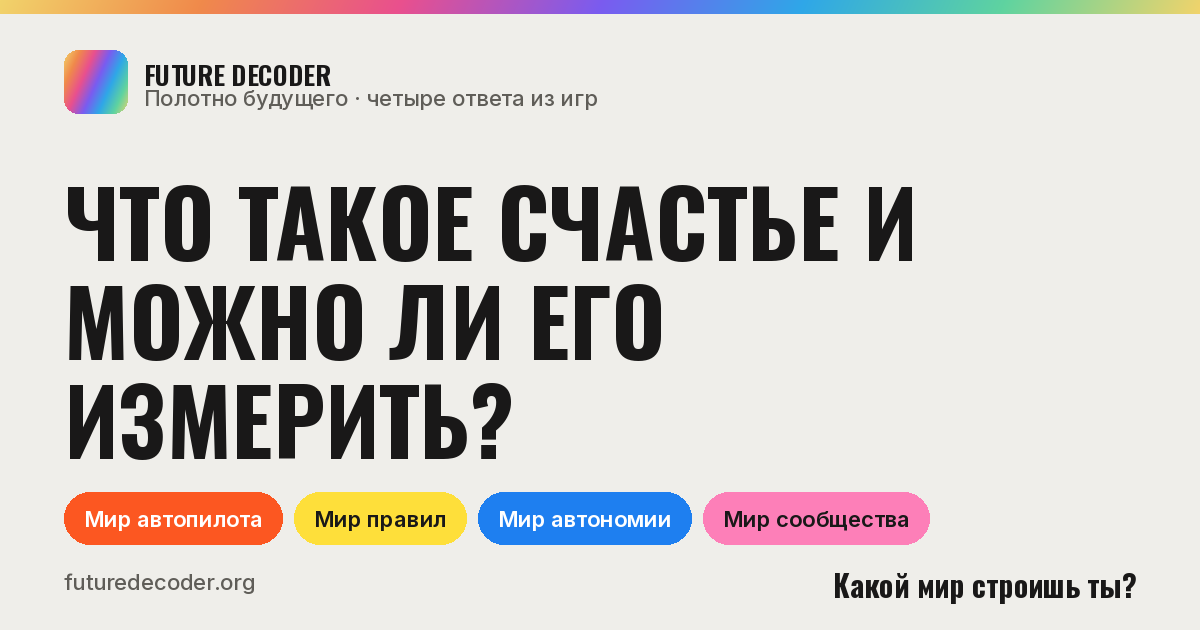 FUTURE DECODER
Полотно будущего · четыре ответа из игр
ЧТО ТАКОЕ СЧАСТЬЕ И
МОЖНО ЛИ ЕГО
ИЗМЕРИТЬ?
Мир автопилота
Мир правил
Мир автономии
Мир сообщества
futuredecoder.org
Какой мир строишь ты?